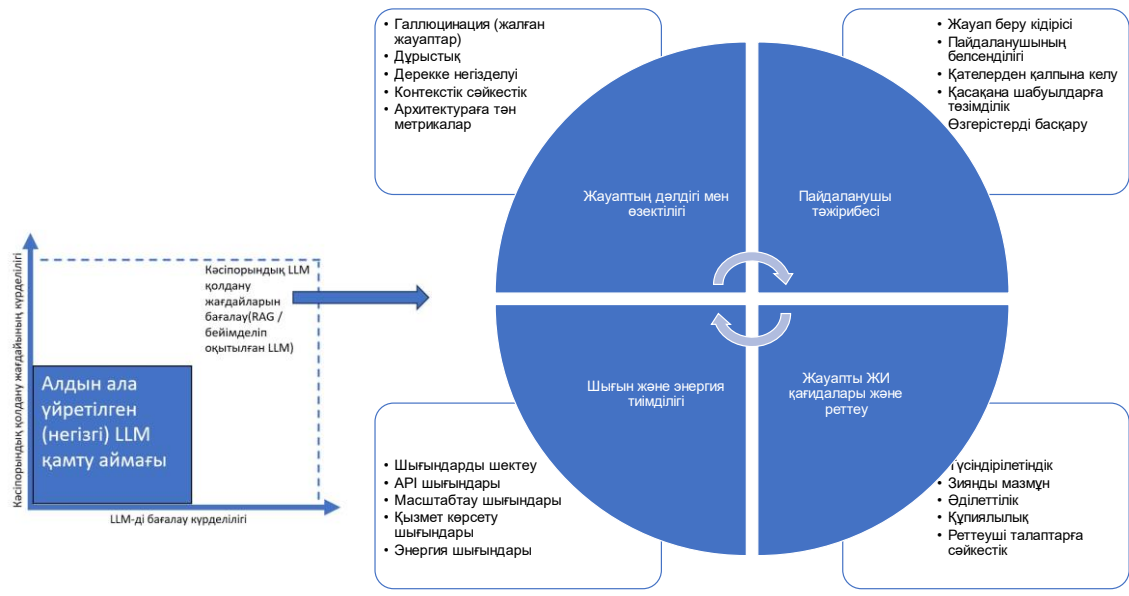 • Галлюцинация (жалған
жауаптар)
• Дұрыстық
• Дерекке негізделуі
• Контекстік сәйкестік
• Архитектураға тән
метрикалар
• Жауап беру кідірісі
• Пайдаланушының
белсенділігі
• Қателерден қалпына келу
• Қасақана шабуылдарға
төзімділік
Өзгерістерді басқару
Жауаптың дәлдігі мен
өзектілігі
Пайдаланушы
тәжірибесі
Шығын және энергия
тиімділігі
Жауапты ЖИ
қағидалары және
реттеу
Кәсіпорындық қолдану жағдайының күрделілігі
Кәсіпорындық LLM
қолдану
жағдайларын
бағалау(RAG /
бейімделіп
оқытылған LLM)
Алдын ала
үйретілген
(негізгі) LLM
қамту аймағы
LLM-ді бағалау күрделілігі
• Шығындарды шектеу
• API шығындары
• Масштабтау шығындары
• Қызмет көрсету
шығындары
• Энергия шығындары
Түсіндірілетіндік
• Зиянды мазмұн
• Әділеттілік
• Құпиялылық
• Реттеуші талаптарға
сәйкестік